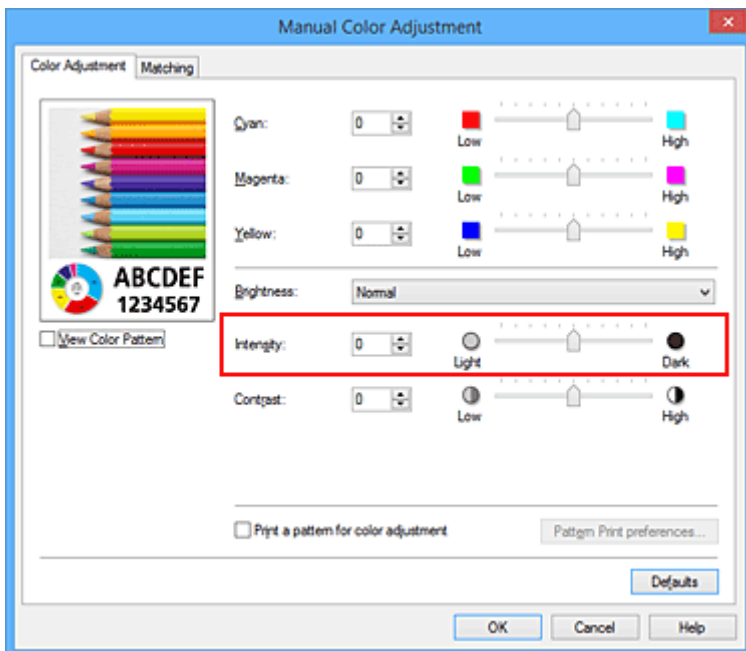 Manual Color Adjustment
Color Adjustment Matching
Cyan: 0 Low High
Magenta: 0 Low High
Yellow: 0 Low High
ABCDEF
1234567
View Color Pattern
Brightness: Normal
Intensity: 0 Light Dark
Contrast: 0 Low High
Print a pattern for color adjustment Pattern Print preferences...
Defaults
OK Cancel Help